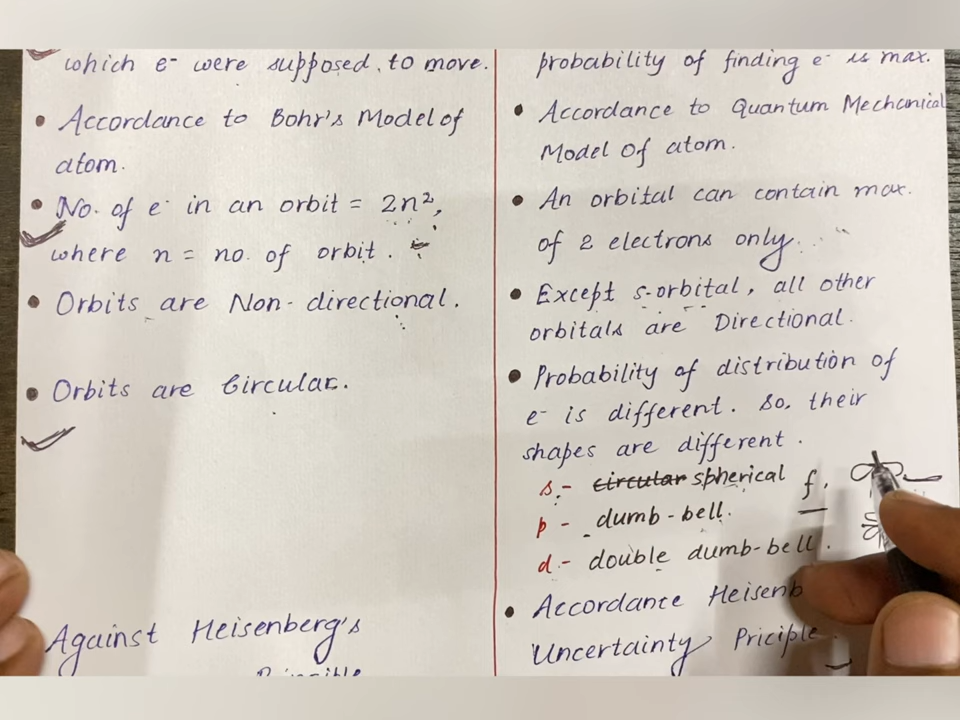 which e- were supposed to move.
• Accordance to Bohr's Model of
atom.
• No. of e- in an orbit = 2n²,
where n = no. of orbit.
• Orbits are Non-directional.
• Orbits are Circular.
Against Heisenberg's
probability of finding e- is max.
• Accordance to Quantum Mechanical
Model Of atom.
• An orbital can contain max.
of 2 electrons only.
• Except s-orbital, all other
orbitals are Directional.
• Probability of distribution of
e- is different. So, their
shapes are different.
s - circular spherical f.
p - dumb-bell.
d - double dumb-bell.
• Accordance Heisenb
Uncertainty Priciple.